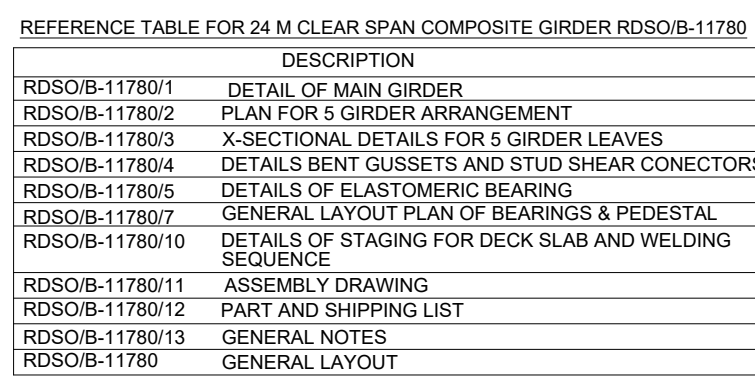 REFERENCE TABLE FOR 24 M CLEAR SPAN COMPOSITE GIRDER RDSO/B-11780
DESCRIPTION
RDSO/B-11780/1 DETAIL OF MAIN GIRDER
RDSO/B-11780/2 PLAN FOR 5 GIRDER ARRANGEMENT
RDSO/B-11780/3 X-SECTIONAL DETAILS FOR 5 GIRDER LEAVES
RDSO/B-11780/4 DETAILS BENT GUSSETS AND STUD SHEAR CONECTORS
RDSO/B-11780/5 DETAILS OF ELASTOMERIC BEARING
RDSO/B-11780/7 GENERAL LAYOUT PLAN OF BEARINGS & PEDESTAL
RDSO/B-11780/10 DETAILS OF STAGING FOR DECK SLAB AND WELDING
SEQUENCE
RDSO/B-11780/11 ASSEMBLY DRAWING
RDSO/B-11780/12 PART AND SHIPPING LIST
RDSO/B-11780/13 GENERAL NOTES
RDSO/B-11780 GENERAL LAYOUT